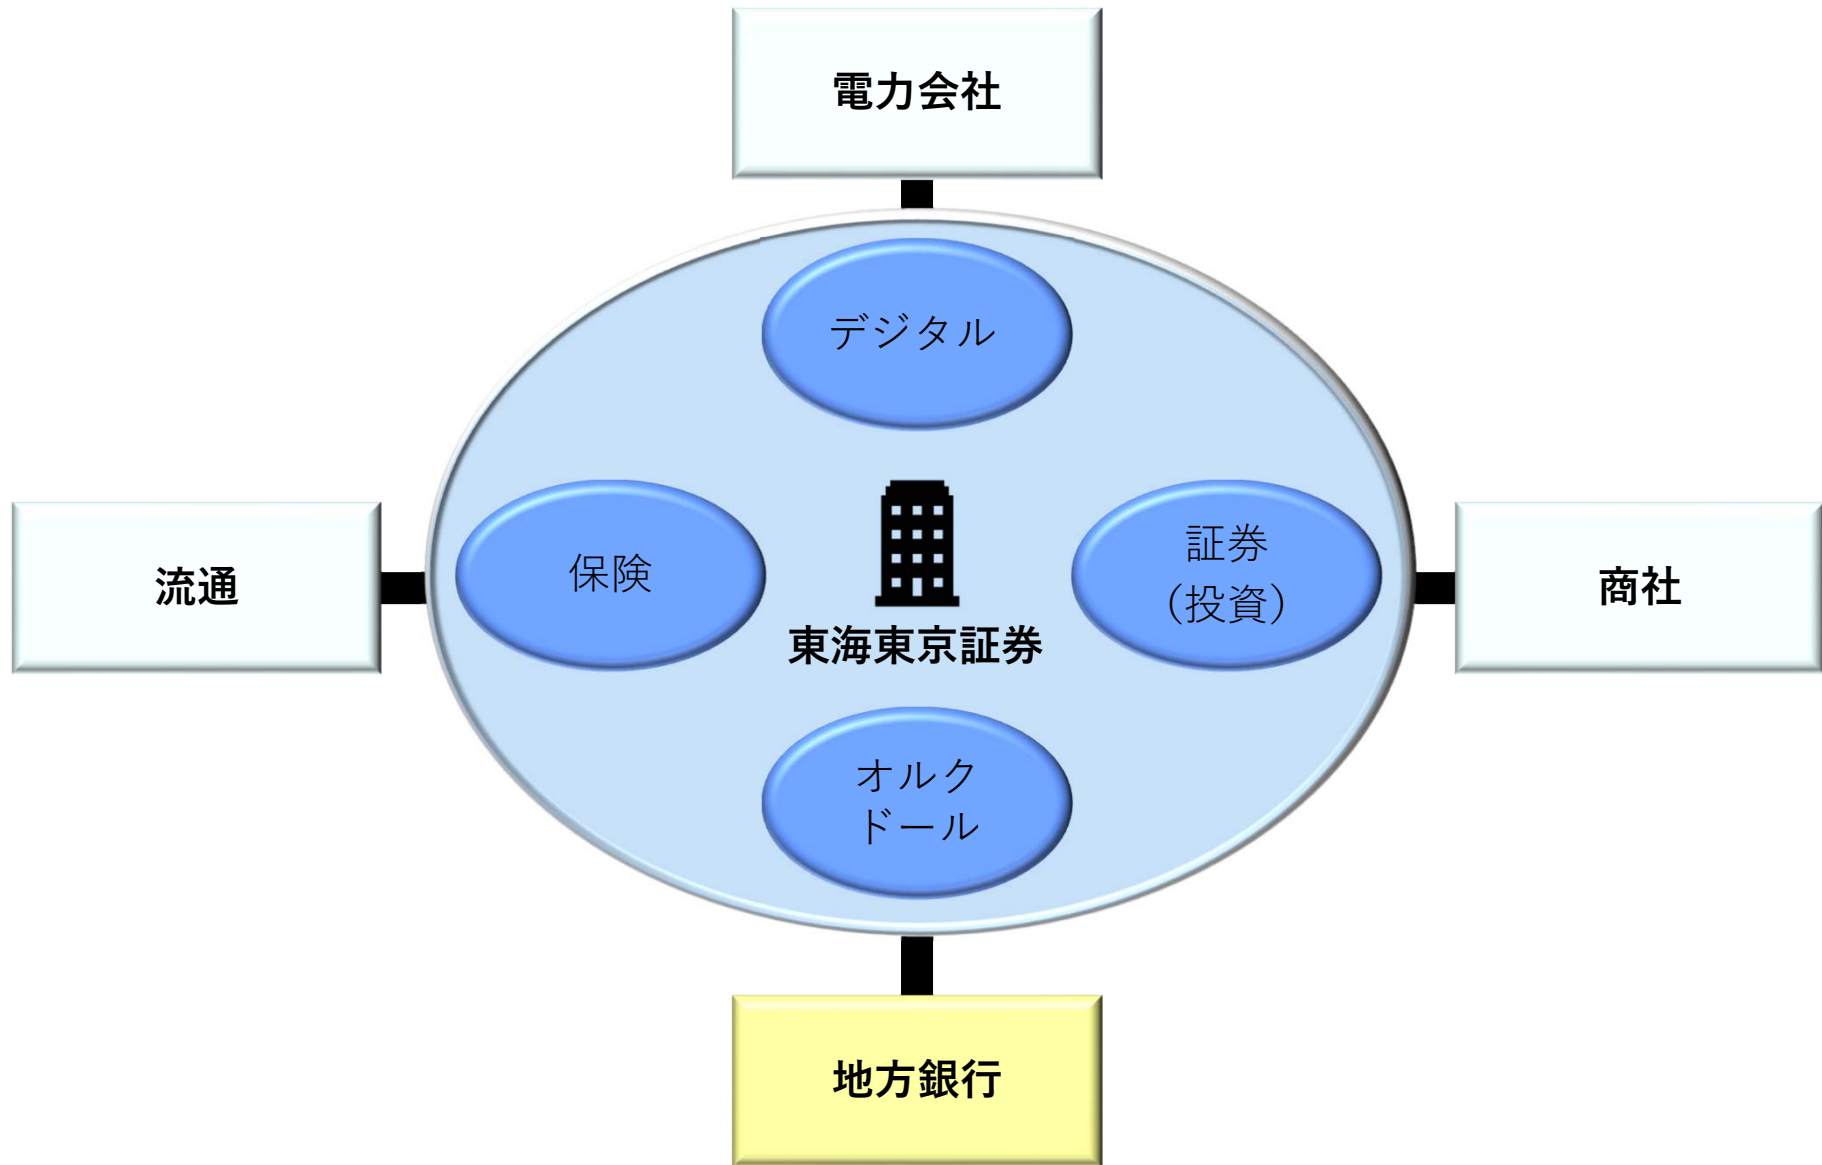 電力会社
デジタル
流通
保険
東海東京証券
証券
（投資）
商社
オルク
ドール
地方銀行